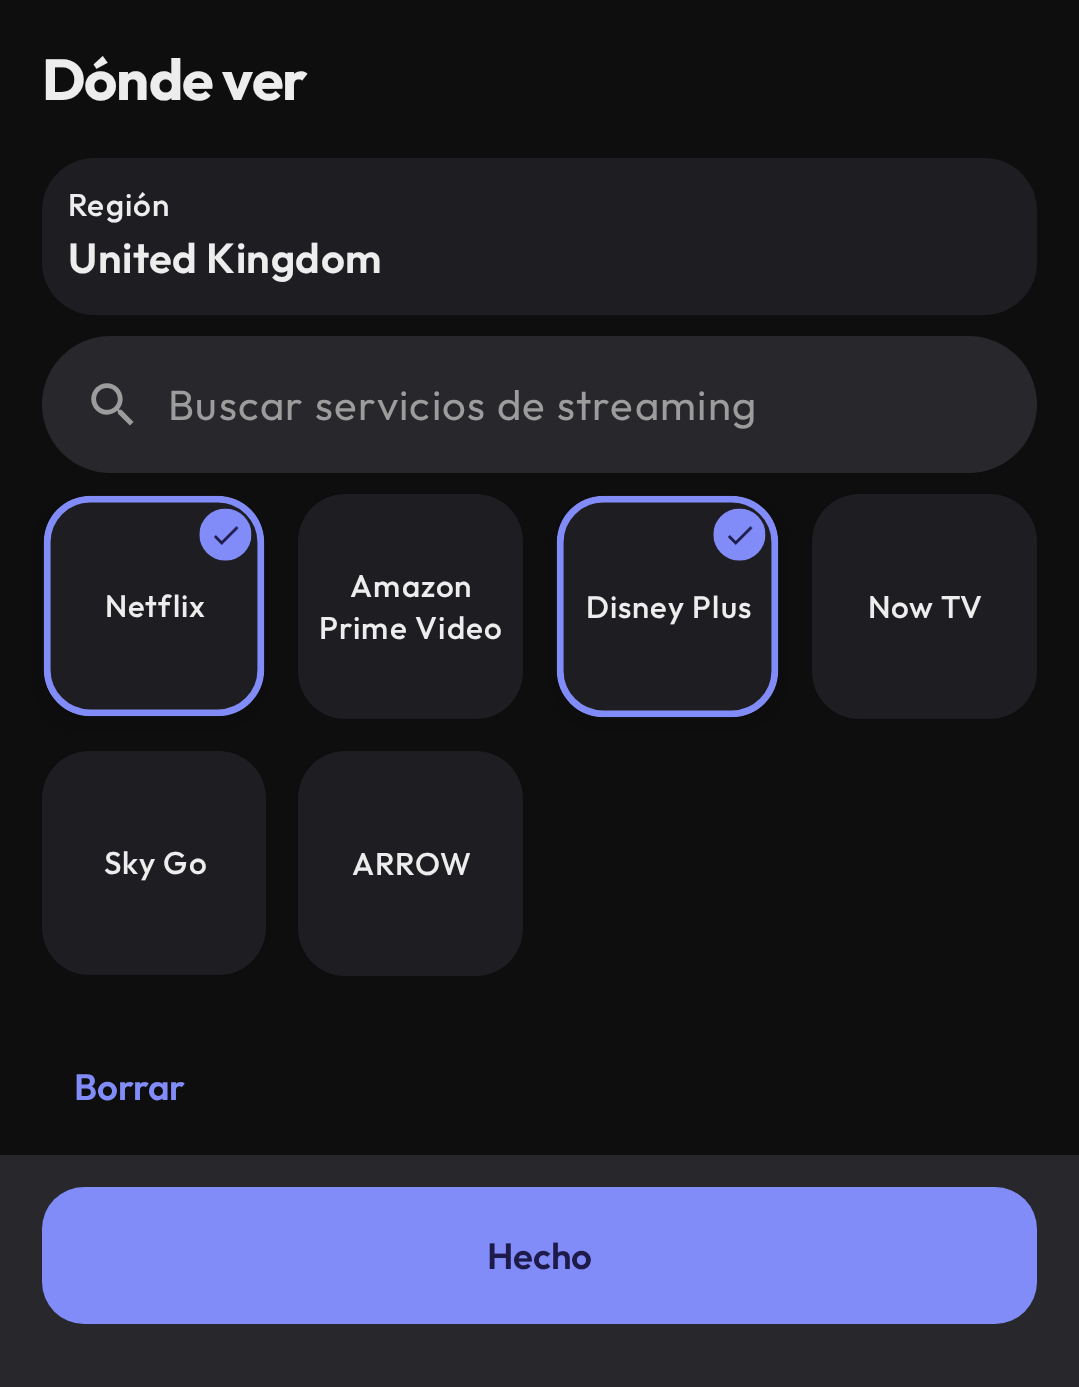 Dónde ver
Región
United Kingdom
Buscar servicios de streaming
Netflix
Amazon
Prime Video
Disney Plus
Now TV
Sky Go
ARROW
Borrar
Hecho